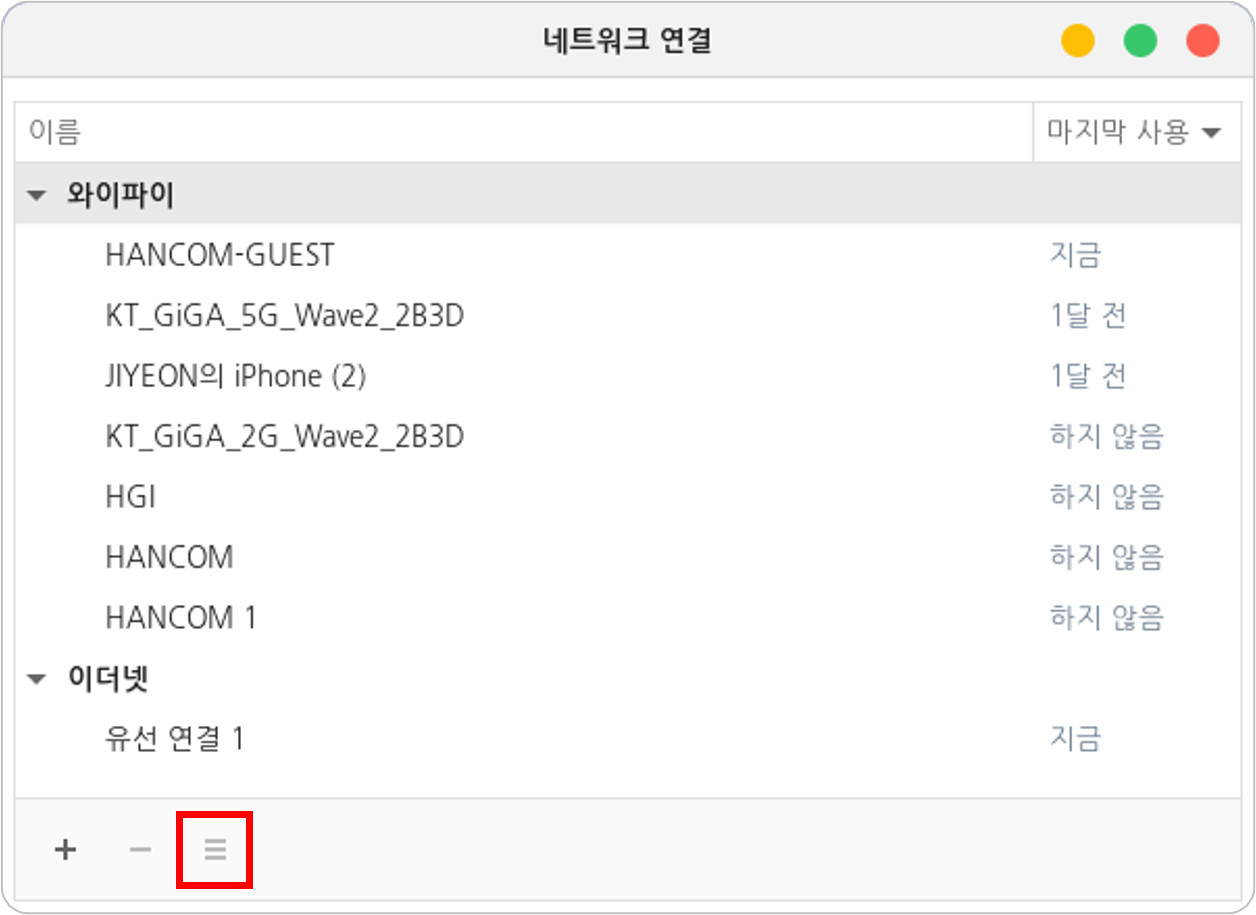 네트워크 연결
이름 마지막 사용
와이파이
HANCOM-GUEST 지금
KT_GiGA_5G_Wave2_2B3D 1달 전
JIYEON의 iPhone (2) 1달 전
KT_GiGA_2G_Wave2_2B3D 하지 않음
HGI 하지 않음
HANCOM 하지 않음
HANCOM 1 하지 않음
이더넷
유선 연결 1 지금